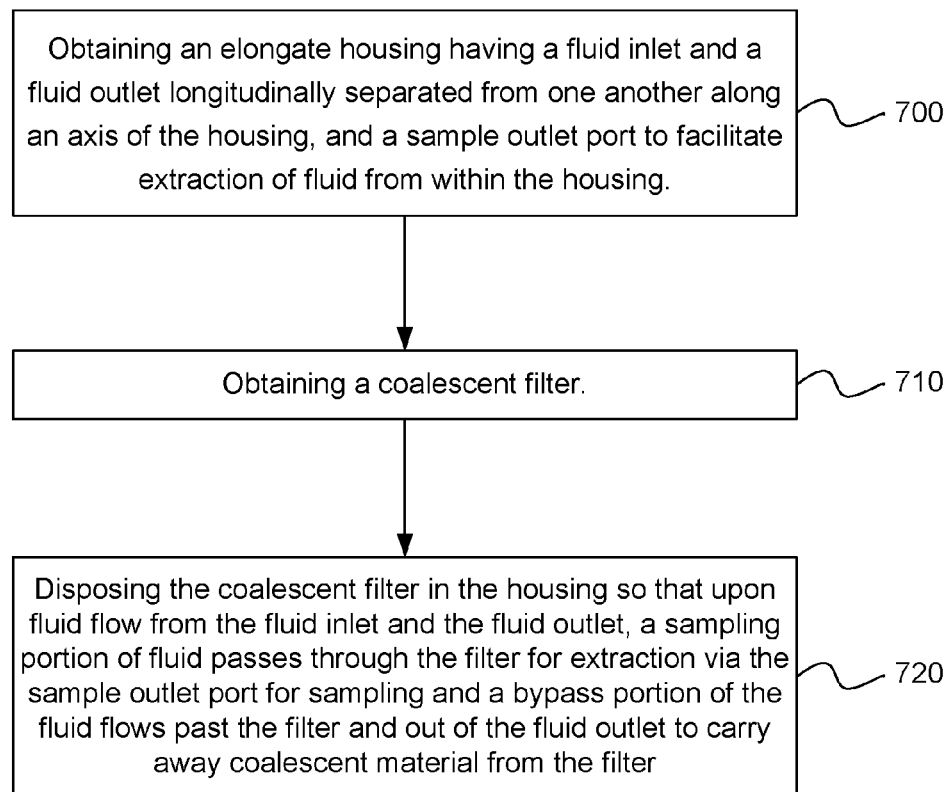 Obtaining an elongate housing having a fluid inlet and a
fluid outlet longitudinally separated from one another along
an axis of the housing, and a sample outlet port to facilitate
extraction of fluid from within the housing.
700
Obtaining a coalescent filter.
710
Disposing the coalescent filter in the housing so that upon
fluid flow from the fluid inlet and the fluid outlet, a sampling
portion of fluid passes through the filter for extraction via the
sample outlet port for sampling and a bypass portion of the
fluid flows past the filter and out of the fluid outlet to carry
away coalescent material from the filter
720